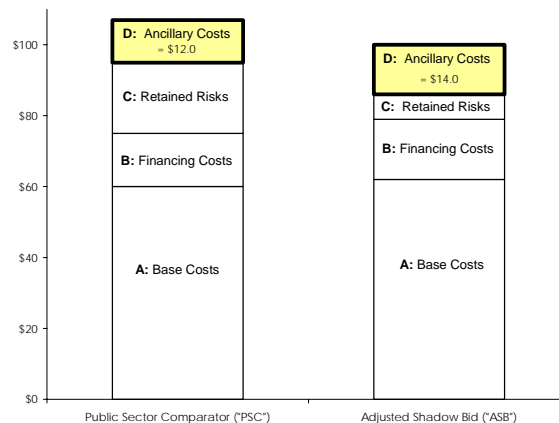 $100
$80
$60
$40
$20
$0
D: Ancillary Costs
= $12.0
C: Retained Risks
B: Financing Costs
A: Base Costs
Public Sector Comparator ("PSC")
D: Ancillary Costs
= $14.0
C: Retained Risks
B: Financing Costs
A: Base Costs
Adjusted Shadow Bid ("ASB")